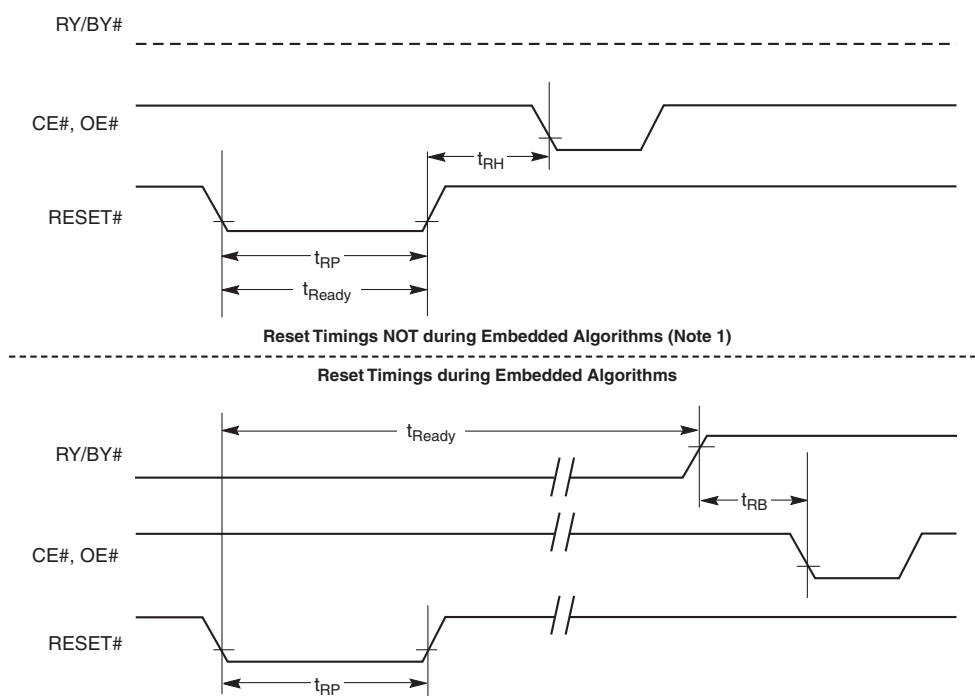 RY/BY#
CE#, OE#
tRH
RESET#
tRP
tReady
Reset Timings NOT during Embedded Algorithms (Note 1)
Reset Timings during Embedded Algorithms
tReady
RY/BY#
tRB
CE#, OE#
RESET#
tRP